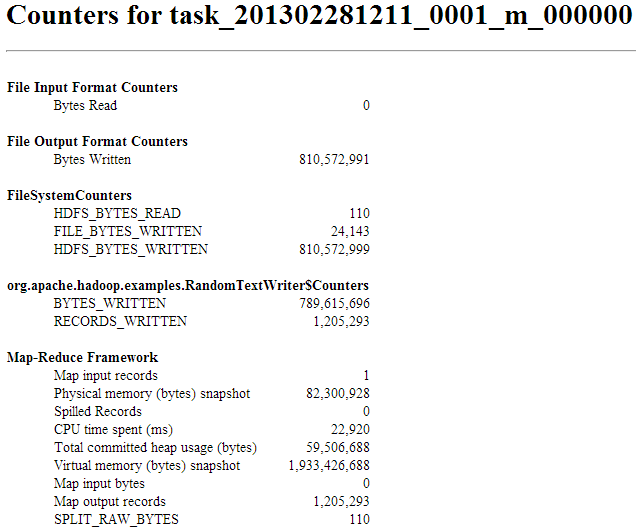 Counters for task_201302281211_0001_m_000000
File Input Format Counters
Bytes Read 0
File Output Format Counters
Bytes Written 810,572,991
FileSystemCounters
HDFS_BYTES_READ 110
FILE_BYTES_WRITTEN 24,143
HDFS_BYTES_WRITTEN 810,572,999
org.apache.hadoop.examples.RandomTextWriter$Counters
BYTES_WRITTEN 789,615,696
RECORDS_WRITTEN 1,205,293
Map-Reduce Framework
Map input records 1
Physical memory (bytes) snapshot 82,300,928
Spilled Records 0
CPU time spent (ms) 22,920
Total committed heap usage (bytes) 59,506,688
Virtual memory (bytes) snapshot 1,933,426,688
Map input bytes 0
Map output records 1,205,293
SPLIT_RAW_BYTES 110